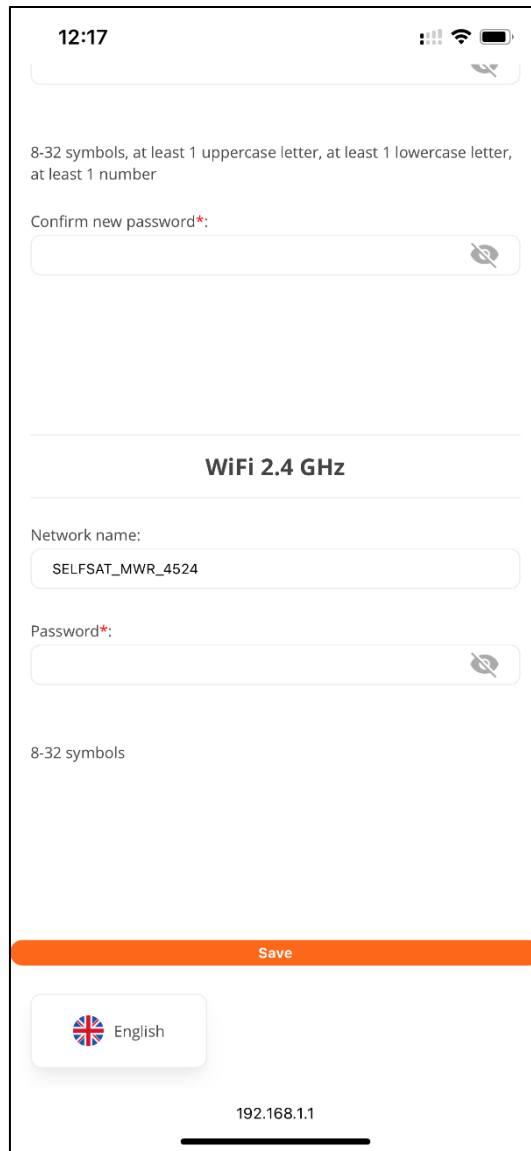 12:17
8-32 symbols, at least 1 uppercase letter, at least 1 lowercase letter,
at least 1 number
Confirm new password*:
WiFi 2.4 GHz
Network name:
SELFSAT_MWR_4524
Password*:
8-32 symbols
Save
English
192.168.1.1